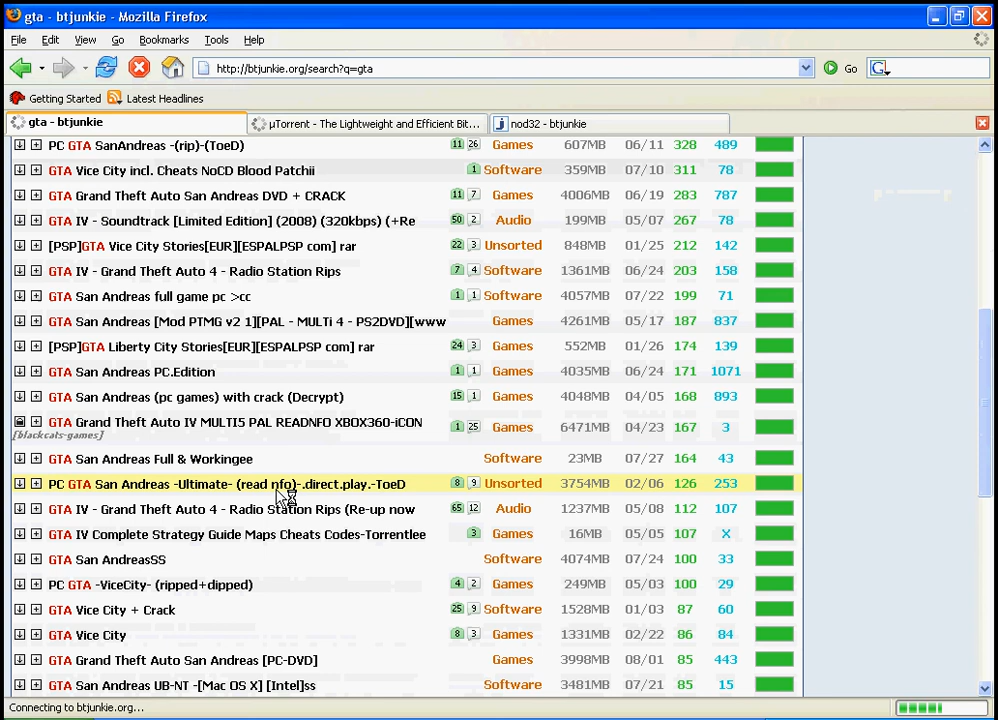 gta - btjunkie - Mozilla Firefox
File Edit View Go Bookmarks Tools Help
http://btjunkie.org/search?q=gta Go G
Getting Started Latest Headlines
gta - btjunkie µTorrent - The Lightweight and Efficient Bit... nod32 - btjunkie
PC GTA SanAndreas -(rip)-(ToeD) 11 26 Games 607MB 06/11 328 489
GTA Vice City incl. Cheats NoCD Blood Patchii 1 Software 359MB 07/10 311 78
GTA Grand Theft Auto San Andreas DVD + CRACK 11 7 Games 4006MB 06/19 283 787
GTA IV - Soundtrack [Limited Edition] (2008) (320kbps) (+Re 50 2 Audio 199MB 05/07 267 78
[PSP]GTA Vice City Stories[EUR][ESPALPSP com] rar 22 3 Unsorted 848MB 01/25 212 142
GTA IV - Grand Theft Auto 4 - Radio Station Rips 7 4 Software 1361MB 06/24 203 158
GTA San Andreas full game pc >cc 1 1 Software 4057MB 07/22 199 71
GTA San Andreas [Mod PTMG v2 1][PAL - MULTi 4 - PS2DVD][www Games 4261MB 05/17 187 837
[PSP]GTA Liberty City Stories[EUR][ESPALPSP com] rar 24 3 Games 552MB 01/26 174 139
GTA San Andreas PC.Edition 1 1 Games 4035MB 06/24 171 1071
GTA San Andreas (pc games) with crack (Decrypt) 15 1 Games 4048MB 04/05 168 893
GTA Grand Theft Auto IV MULTI5 PAL READNFO XBOX360-iCON 1 25 Games 6471MB 04/23 167 3
[blackcats-games]
GTA San Andreas Full & Workingee Software 23MB 07/27 164 43
PC GTA San Andreas -Ultimate- (read nfo)-.direct.play.-ToeD 8 9 Unsorted 3754MB 02/06 126 253
GTA IV - Grand Theft Auto 4 - Radio Station Rips (Re-up now 65 12 Audio 1237MB 05/08 112 107
GTA IV Complete Strategy Guide Maps Cheats Codes-Torrentlee 3 Games 16MB 05/05 107 X
GTA San AndreasSS Software 4074MB 07/24 100 33
PC GTA -ViceCity- (ripped+dipped) 4 2 Games 249MB 05/03 100 29
GTA Vice City + Crack 25 9 Software 1528MB 01/03 87 60
GTA Vice City 8 3 Games 1331MB 02/22 86 84
GTA Grand Theft Auto San Andreas [PC-DVD] Games 3998MB 08/01 85 443
GTA San Andreas UB-NT -[Mac OS X] [Intel]ss Software 3481MB 07/21 85 15
Connecting to btjunkie.org...